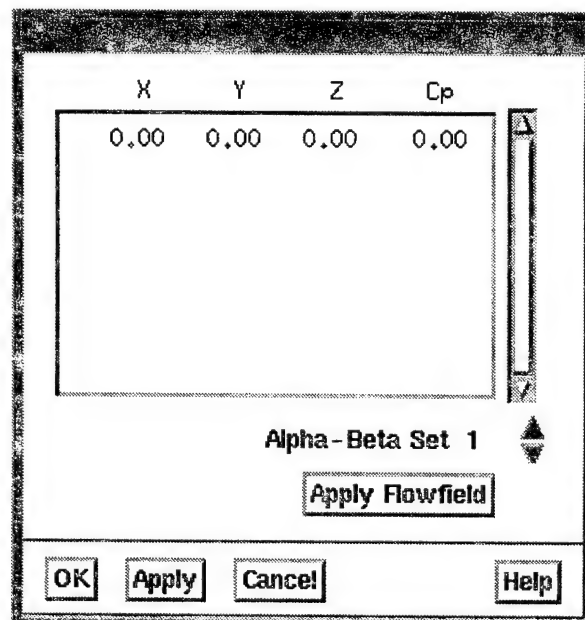 X Y Z Cp
0.00 0.00 0.00 0.00
Alpha-Beta Set 1
Apply Flowfield
OK Apply Cancel Help